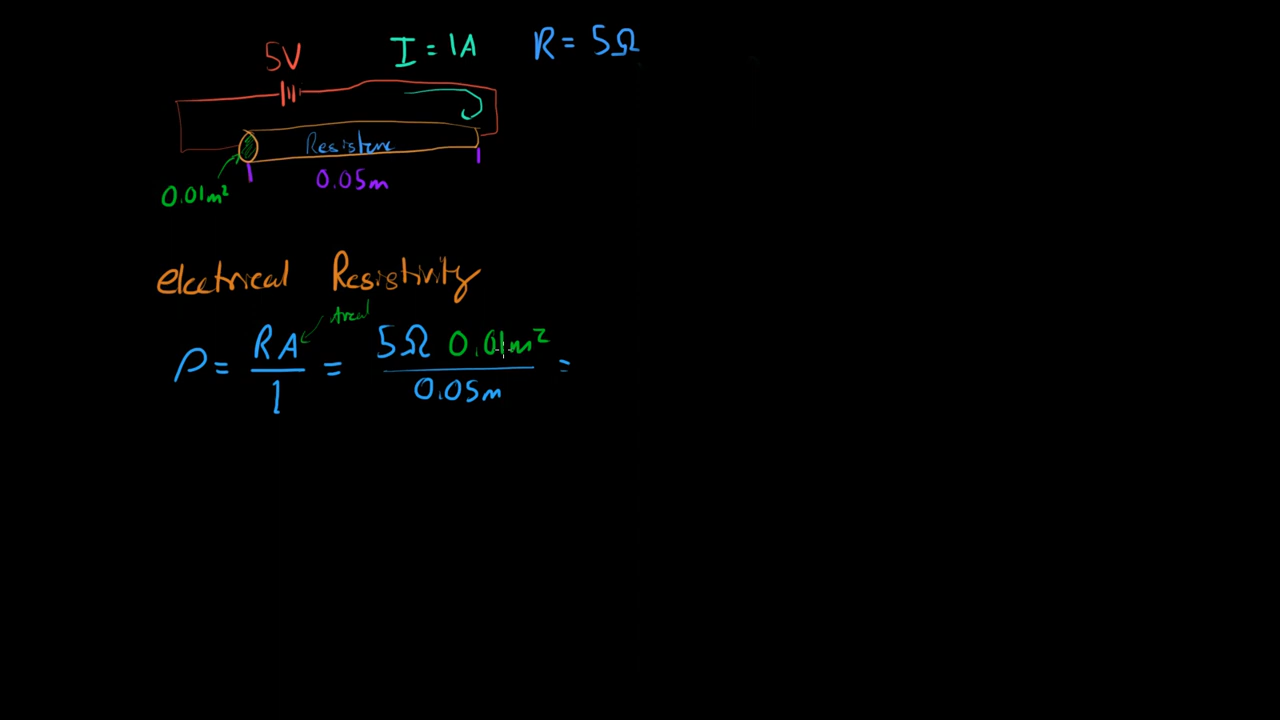 5V I = 1A R = 5Ω
Resistance
0.01m² 0.05m
electrical Resistivity
Area
ρ = RA / l = 5Ω 0.01m² / 0.05m =